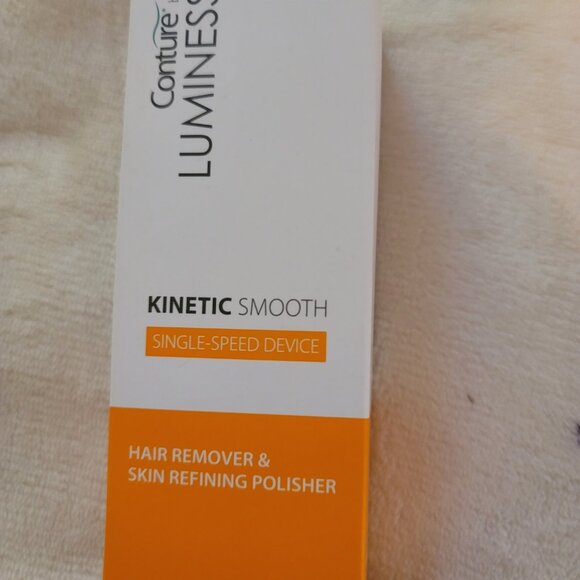 Conture®
LUMINESS
KINETIC SMOOTH
SINGLE-SPEED DEVICE
HAIR REMOVER &
SKIN REFINING POLISHER